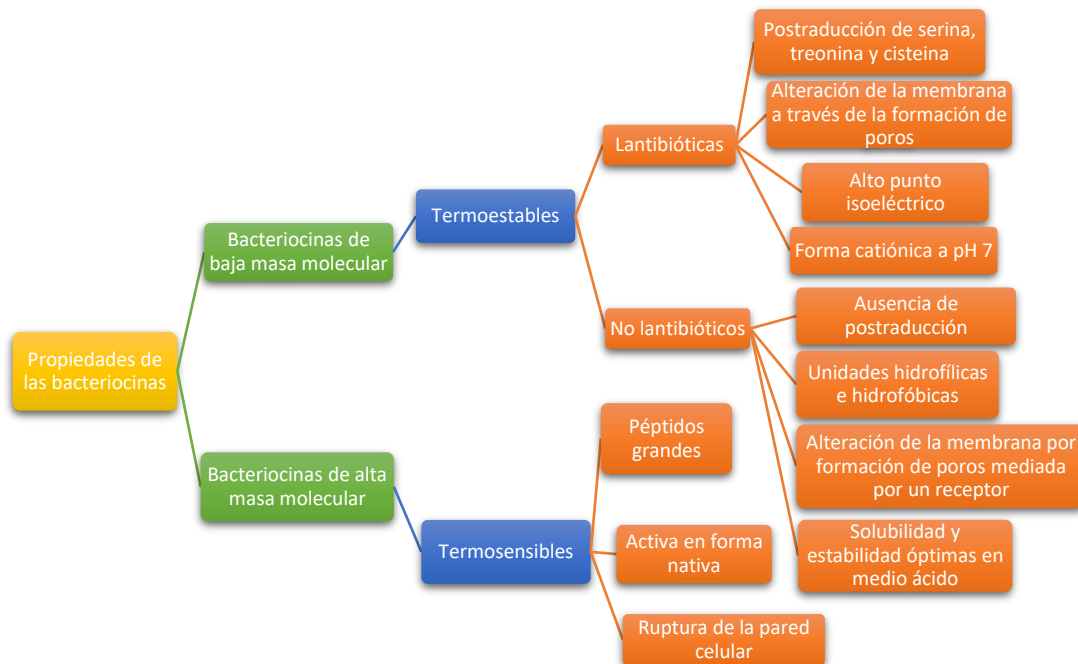 Propiedades de
las bacteriocinas
Bacteriocinas de
baja masa molecular
Termoestables
Lantibióticas
Postraducción de serina,
treonina y cisteina
Alteración de la membrana
a través de la formación de
poros
Alto punto
isoeléctrico
Forma catiónica a pH 7
No lantibióticos
Ausencia de
postraducción
Unidades hidrofílicas
e hidrofóbicas
Alteración de la membrana por
formación de poros mediada
por un receptor
Solubilidad y
estabilidad óptimas en
medio ácido
Bacteriocinas de alta
masa molecular
Termosensibles
Péptidos
grandes
Activa en forma
nativa
Ruptura de la pared
celular